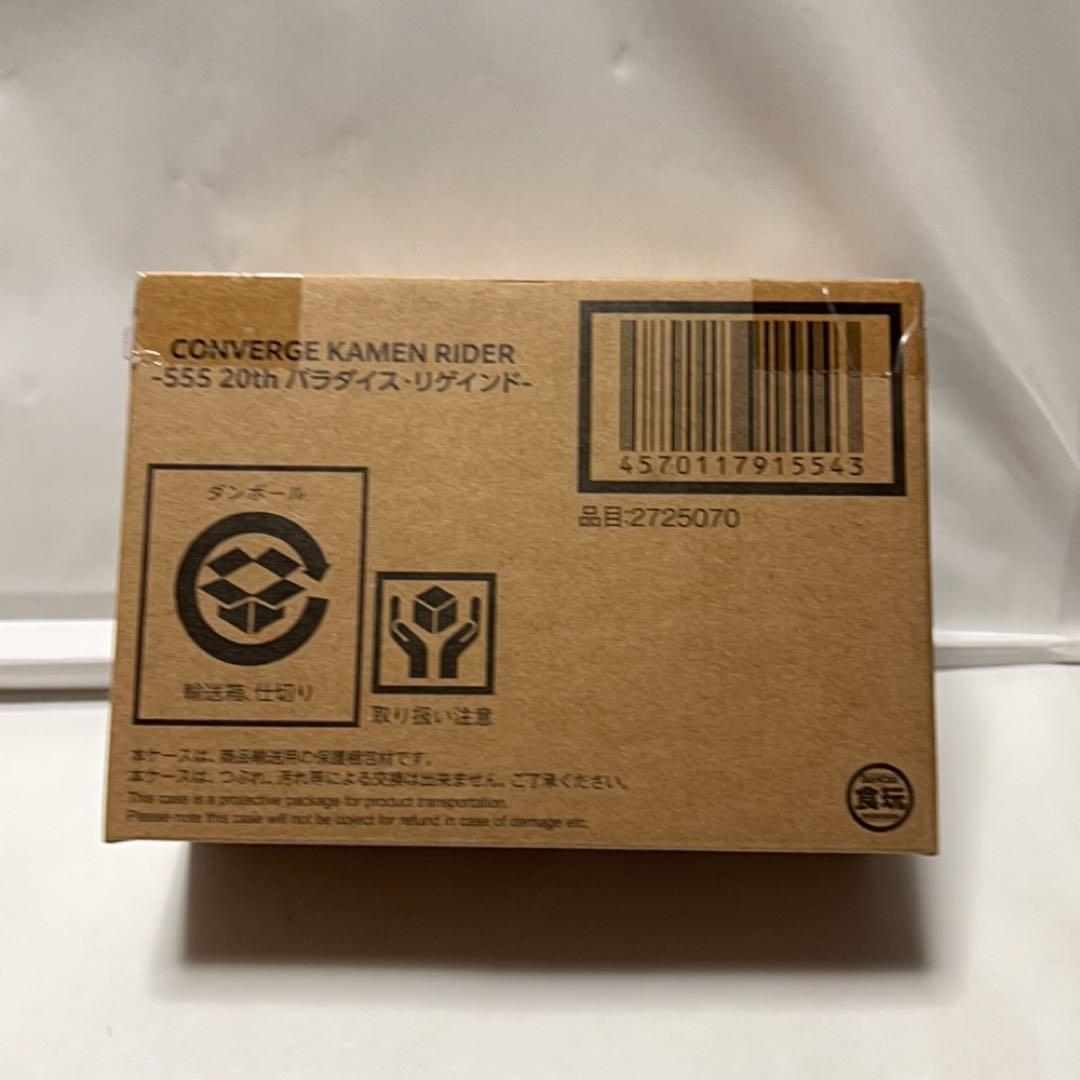 CONVERGE KAMEN RIDER
-555 20th パラダイス・リゲインド-
4570117915543
品目:2725070
ダンボール
輸送箱、仕切り
取り扱い注意
本ケースは、商品輸送用の保護梱包材です。
本ケースは、つぶれ、汚れ等による交換は出来ません。ご了承ください。
This case is a protective package for product transportation.
Please note this case will not be object for refund in case of damage etc.
食玩